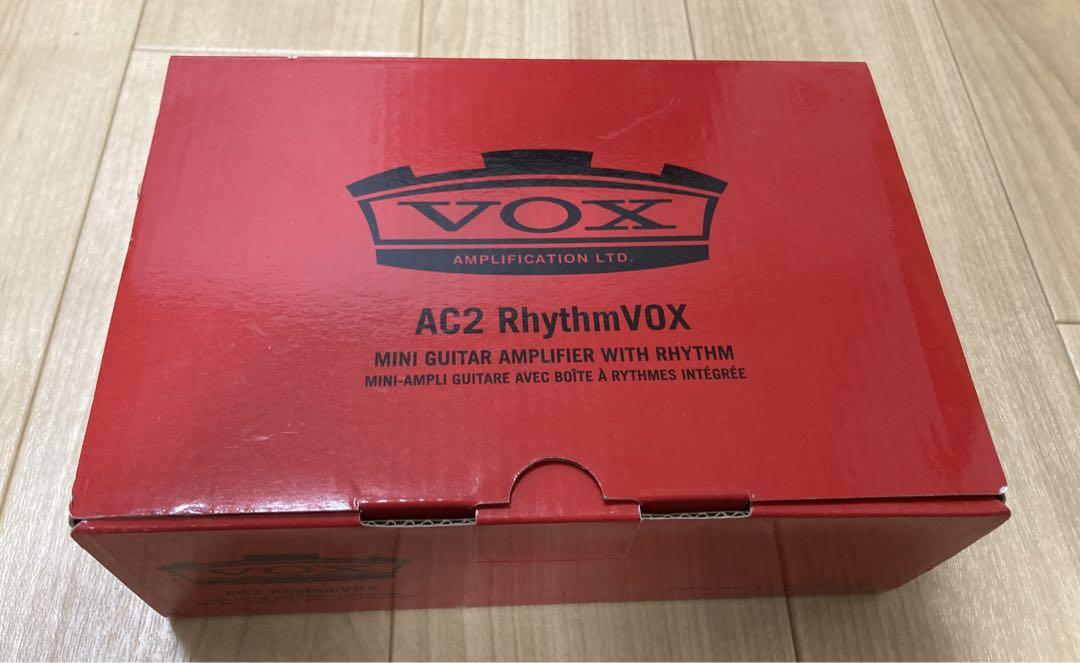 VOX
AMPLIFICATION LTD.
AC2 RhythmVOX
MINI GUITAR AMPLIFIER WITH RHYTHM
MINI-AMPLI GUITARE AVEC BOÎTE À RYTHMES INTÉGRÉE
VOX
AC2 RhythmVOX